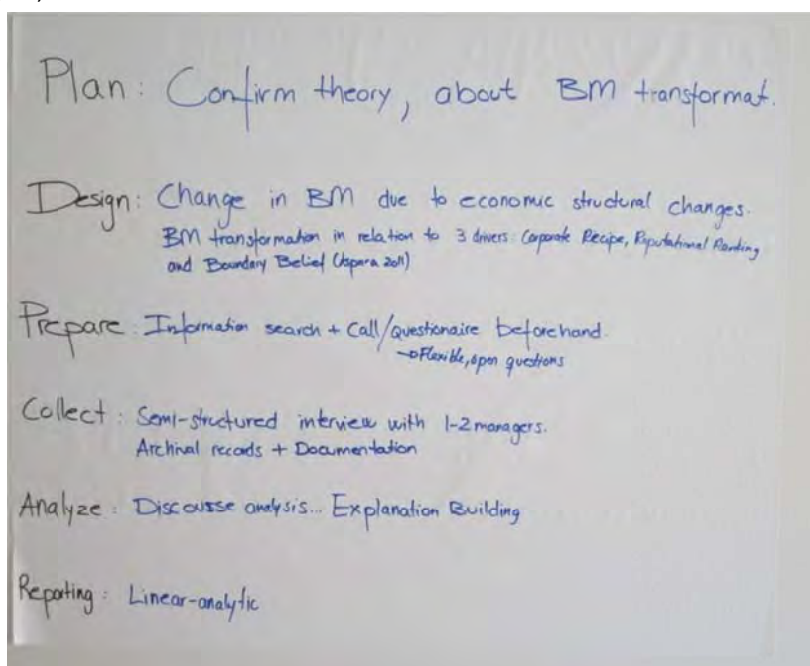 Plan: Confirm theory, about BM transformat.
Design: Change in BM due to economic structural changes.
BM transformation in relation to 3 drivers: Corporate Recipe, Reputational Ranking
and Boundary Belief (Aspara 2011)
Prepare: Information search + Call/questionaire beforehand.
→Flexible, open questions
Collect: Semi-structured interview with 1-2 managers.
Archival records + Documentation
Analyze: Discourse analysis... Explanation Building
Reporting: Linear-analytic